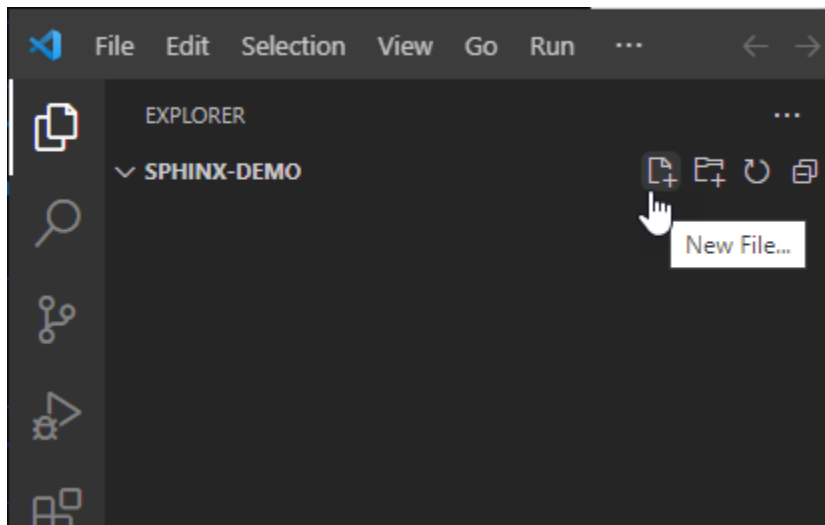 File Edit Selection View Go Run ···
EXPLORER ···
SPHINX-DEMO
New File...